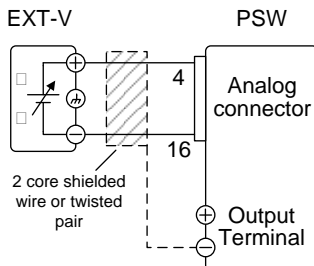 EXT-V
PSW
4
Analog
connector
16
2 core shielded
wire or twisted
pair
Output
Terminal